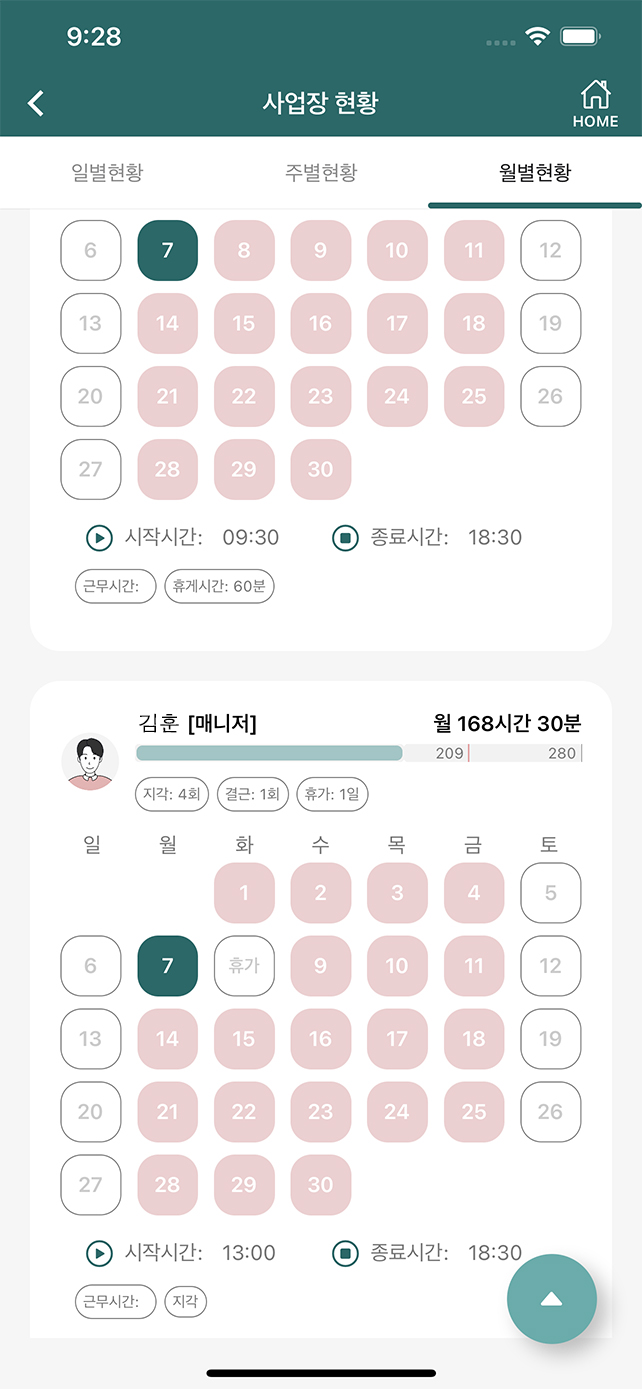 9:28
사업장 현황
HOME
일별현황 주별현황 월별현황
6 7 8 9 10 11 12
13 14 15 16 17 18 19
20 21 22 23 24 25 26
27 28 29 30
시작시간: 09:30 종료시간: 18:30
근무시간: 휴게시간: 60분
김훈 [매니저] 월 168시간 30분
209 280
지각: 4회 결근: 1회 휴가: 1일
일 월 화 수 목 금 토
1 2 3 4 5
6 7 휴가 9 10 11 12
13 14 15 16 17 18 19
20 21 22 23 24 25 26
27 28 29 30
시작시간: 13:00 종료시간: 18:30
근무시간: 지각